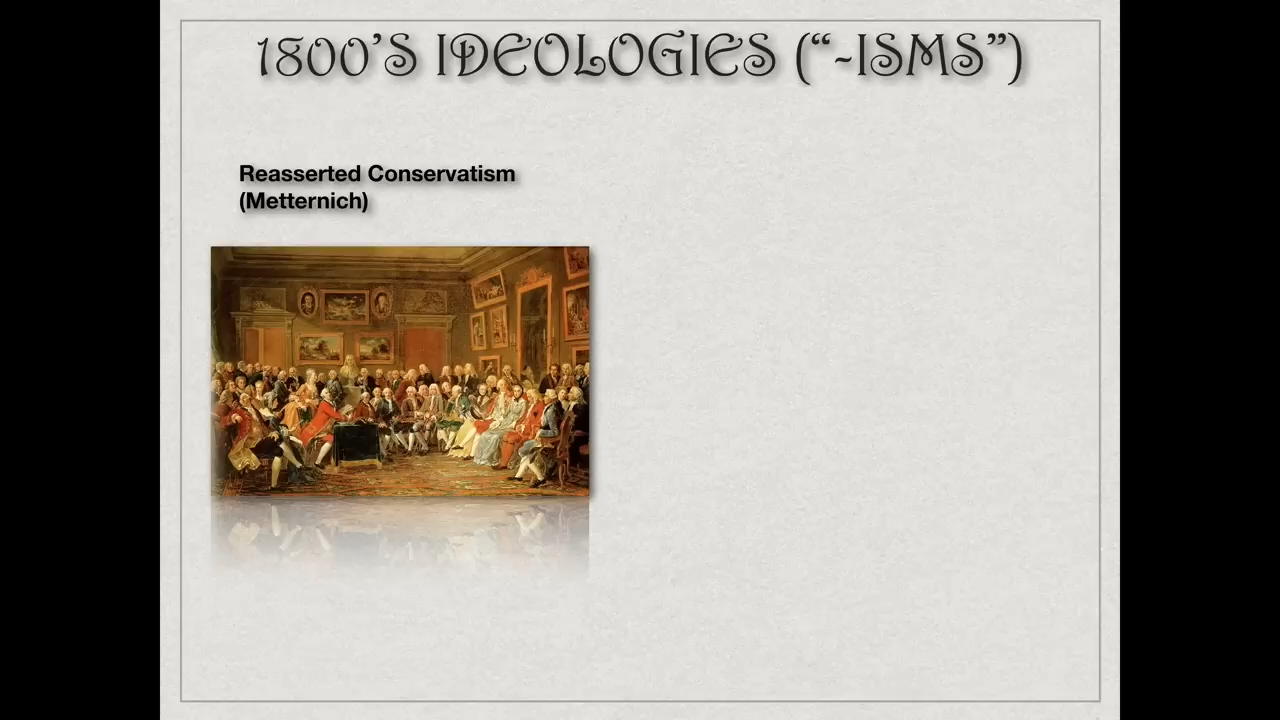 1800’S IDEOLOGIES (“-ISMS”)
Reasserted Conservatism
(Metternich)